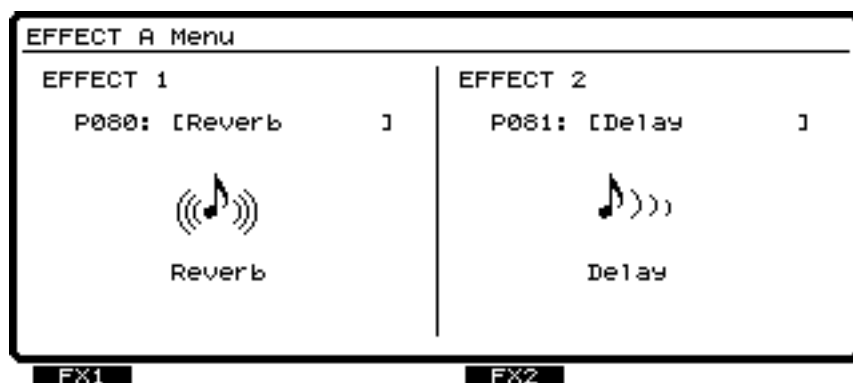 EFFECT A Menu
EFFECT 1
P080: [Reverb ]
Reverb
EFFECT 2
P081: [Delay ]
Delay
FX1
FX2